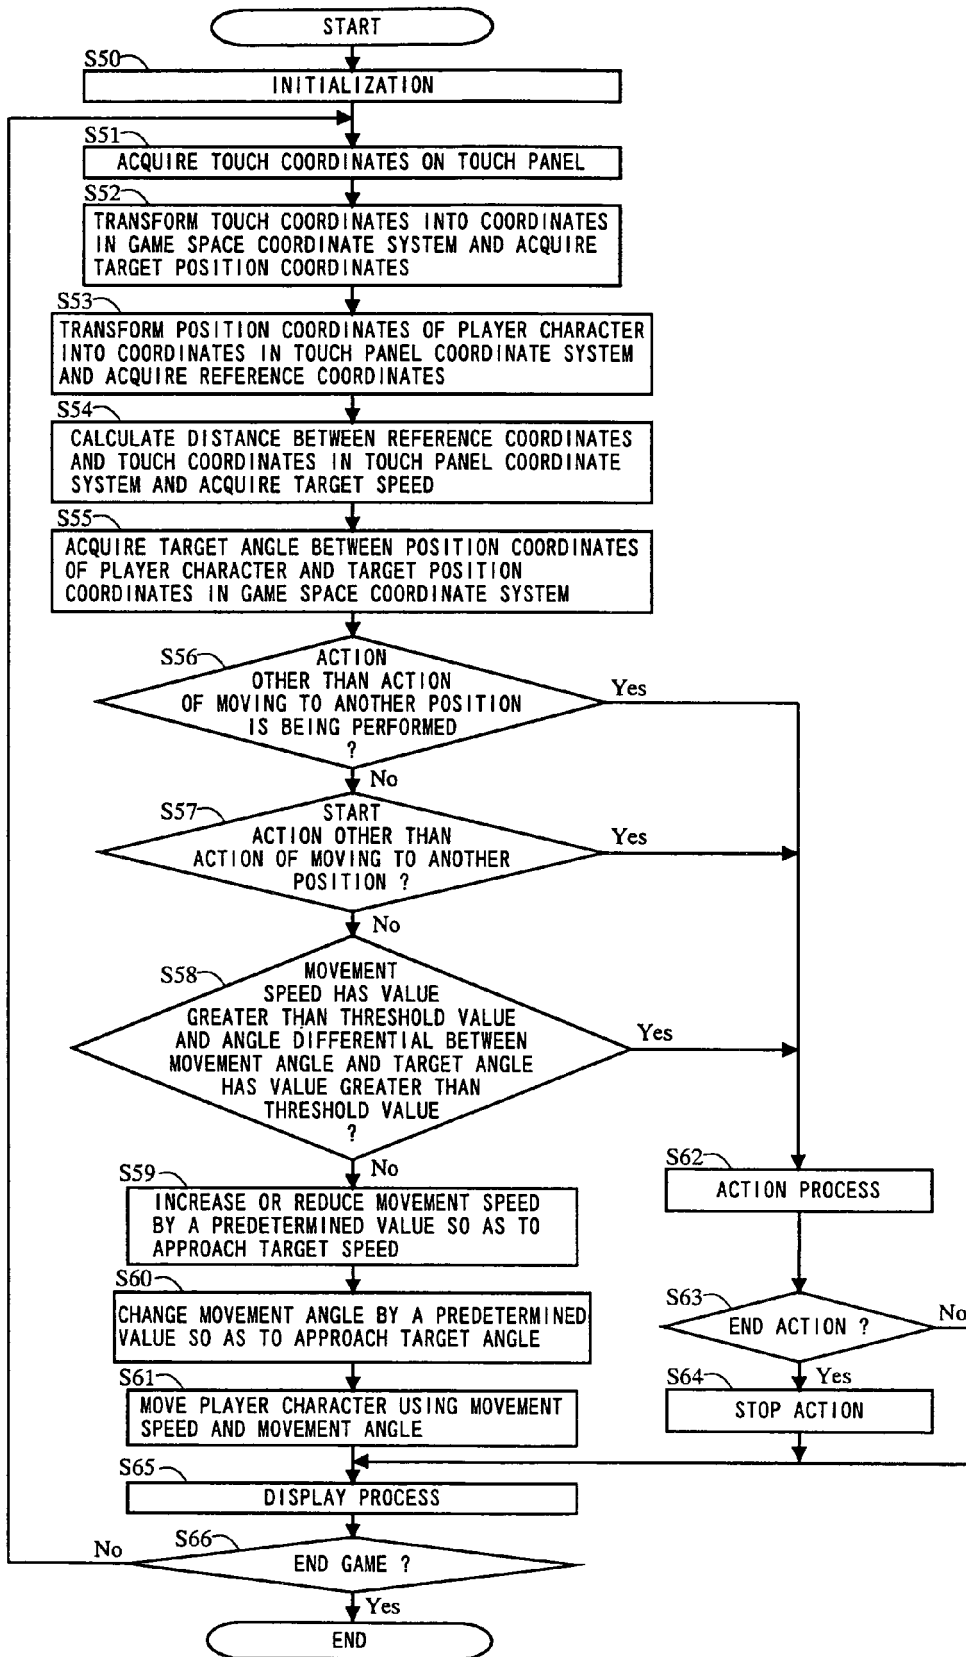 START
S50
INITIALIZATION
S51
ACQUIRE TOUCH COORDINATES ON TOUCH PANEL
S52
TRANSFORM TOUCH COORDINATES INTO COORDINATES
IN GAME SPACE COORDINATE SYSTEM AND ACQUIRE
TARGET POSITION COORDINATES
S53
TRANSFORM POSITION COORDINATES OF PLAYER CHARACTER
INTO COORDINATES IN TOUCH PANEL COORDINATE SYSTEM
AND ACQUIRE REFERENCE COORDINATES
S54
CALCULATE DISTANCE BETWEEN REFERENCE COORDINATES
AND TOUCH COORDINATES IN TOUCH PANEL COORDINATE
SYSTEM AND ACQUIRE TARGET SPEED
S55
ACQUIRE TARGET ANGLE BETWEEN POSITION COORDINATES
OF PLAYER CHARACTER AND TARGET POSITION
COORDINATES IN GAME SPACE COORDINATE SYSTEM
S56
ACTION
OTHER THAN ACTION
OF MOVING TO ANOTHER POSITION
IS BEING PERFORMED
?
Yes
No
S57
START
ACTION OTHER THAN
ACTION OF MOVING TO ANOTHER
POSITION ?
Yes
No
S58
MOVEMENT
SPEED HAS VALUE
GREATER THAN THRESHOLD VALUE
AND ANGLE DIFFERENTIAL BETWEEN
MOVEMENT ANGLE AND TARGET ANGLE
HAS VALUE GREATER THAN
THRESHOLD VALUE
?
Yes
No
S59
INCREASE OR REDUCE MOVEMENT SPEED
BY A PREDETERMINED VALUE SO AS TO
APPROACH TARGET SPEED
S60
CHANGE MOVEMENT ANGLE BY A PREDETERMINED
VALUE SO AS TO APPROACH TARGET ANGLE
S61
MOVE PLAYER CHARACTER USING MOVEMENT
SPEED AND MOVEMENT ANGLE
S62
ACTION PROCESS
S63
END ACTION ?
No
Yes
S64
STOP ACTION
S65
DISPLAY PROCESS
S66
END GAME ?
No
Yes
END